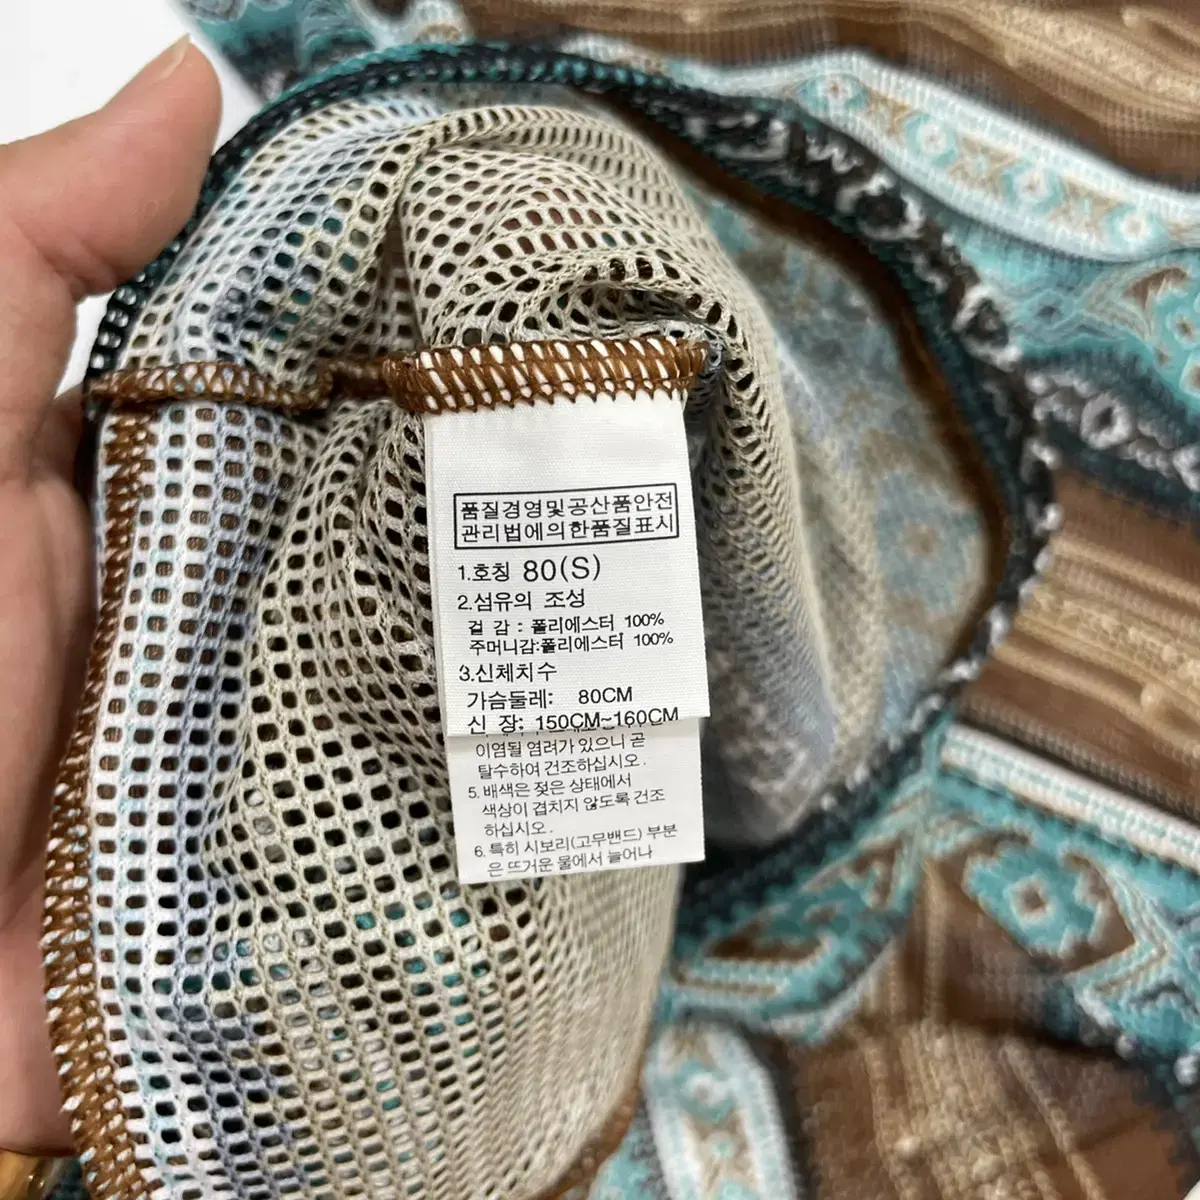 품질경영및공산품안전
관리법에의한품질표시
1.호칭 80(S)
2.섬유의 조성
겉 감 : 폴리에스터 100%
주머니감:폴리에스터 100%
3.신체치수
가슴둘레: 80CM
신 장: 150CM~160CM
이염될 염려가 있으니 곧
탈수하여 건조하십시오.
5. 배색은 젖은 상태에서
색상이 겹치지 않도록 건조
하십시오.
6. 특히 시보리(고무밴드) 부분
은 뜨거운 물에서 늘어나